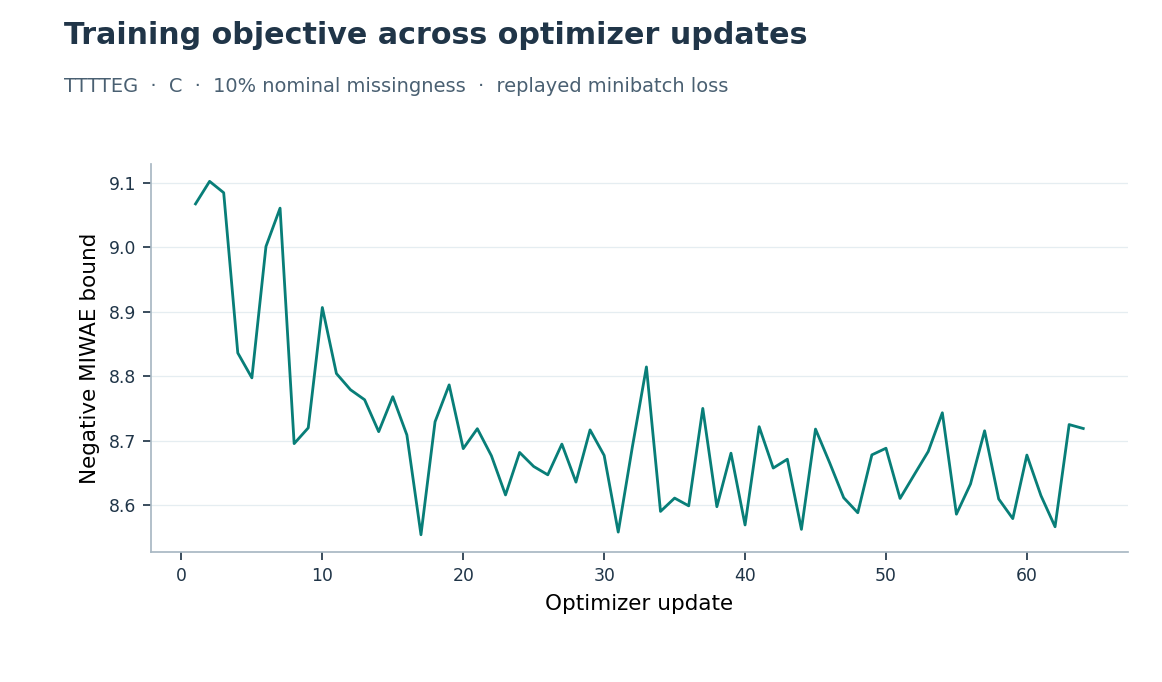 Training objective across optimizer updates
TTTTEG · C · 10% nominal missingness · replayed minibatch loss
Negative MIWAE bound
9.1
9.0
8.9
8.8
8.7
8.6
0 10 20 30 40 50 60
Optimizer update